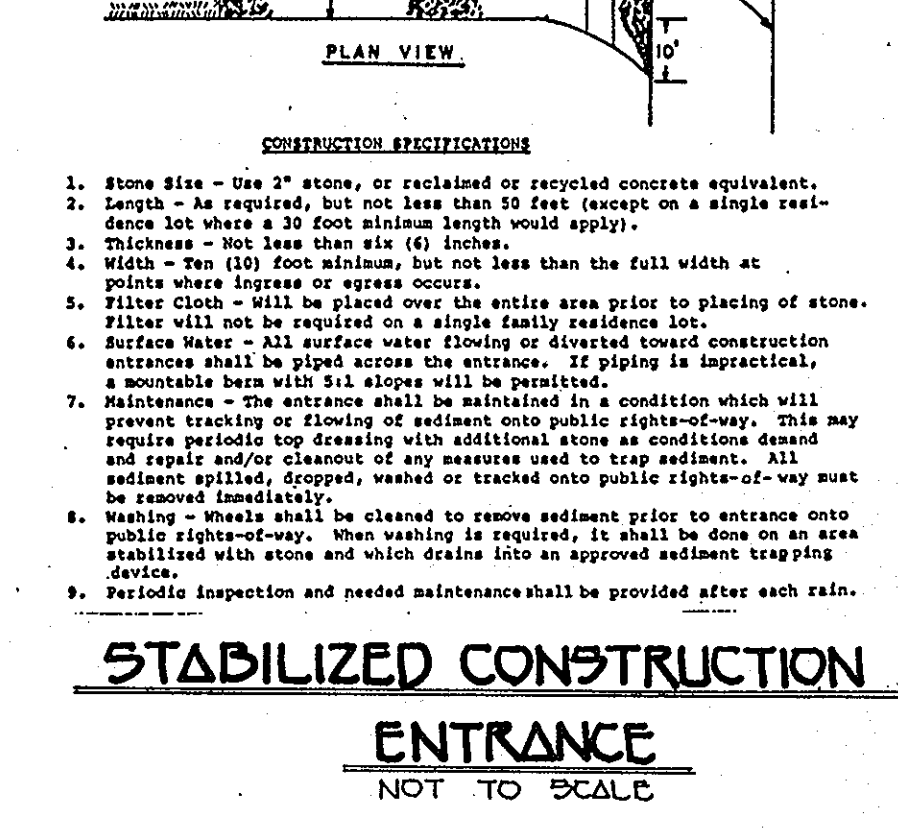 PLAN VIEW
10'
CONSTRUCTION SPECIFICATIONS
1. Stone Size - Use 2" stone, or reclaimed or recycled concrete equivalent.
2. Length - As required, but not less than 50 feet (except on a single resi-
dence lot where a 30 foot minimum length would apply).
3. Thickness - Not less than six (6) inches.
4. Width - Ten (10) foot minimum, but not less than the full width at
points where ingress or egress occurs.
5. Filter Cloth - Will be placed over the entire area prior to placing of stone.
Filter will not be required on a single family residence lot.
6. Surface Water - All surface water flowing or diverted toward construction
entrances shall be piped across the entrance. If piping is impractical,
a mountable berm with 5:1 slopes will be permitted.
7. Maintenance - The entrance shall be maintained in a condition which will
prevent tracking or flowing of sediment onto public rights-of-way. This may
require periodic top dressing with additional stone as conditions demand
and repair and/or cleanout of any measures used to trap sediment. All
sediment spilled, dropped, washed or tracked onto public rights-of-way must
be removed immediately.
8. Washing - Wheels shall be cleaned to remove sediment prior to entrance onto
public rights-of-way. When washing is required, it shall be done on an area
stabilized with stone and which drains into an approved sediment trapping
device.
9. Periodic inspection and needed maintenance shall be provided after each rain.
STABILIZED CONSTRUCTION
ENTRANCE
NOT TO SCALE